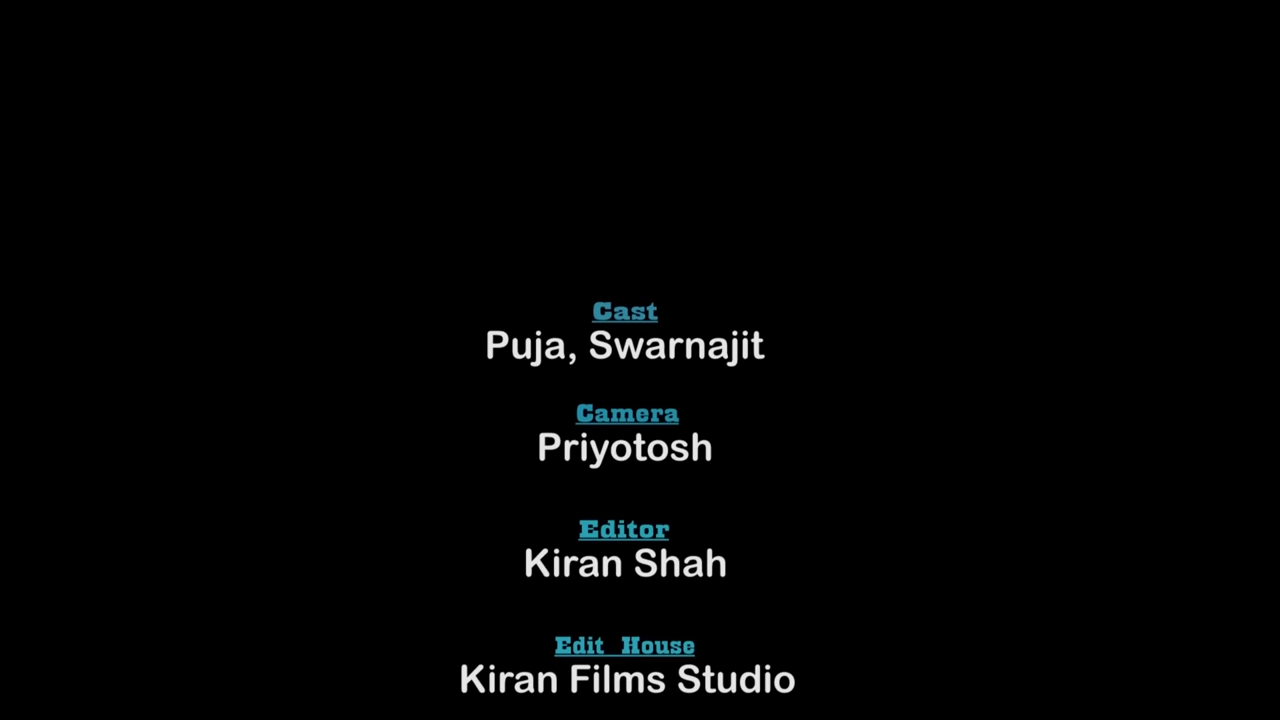 Cast
Puja, Swarnajit
Camera
Priyotosh
Editor
Kiran Shah
Edit House
Kiran Films Studio